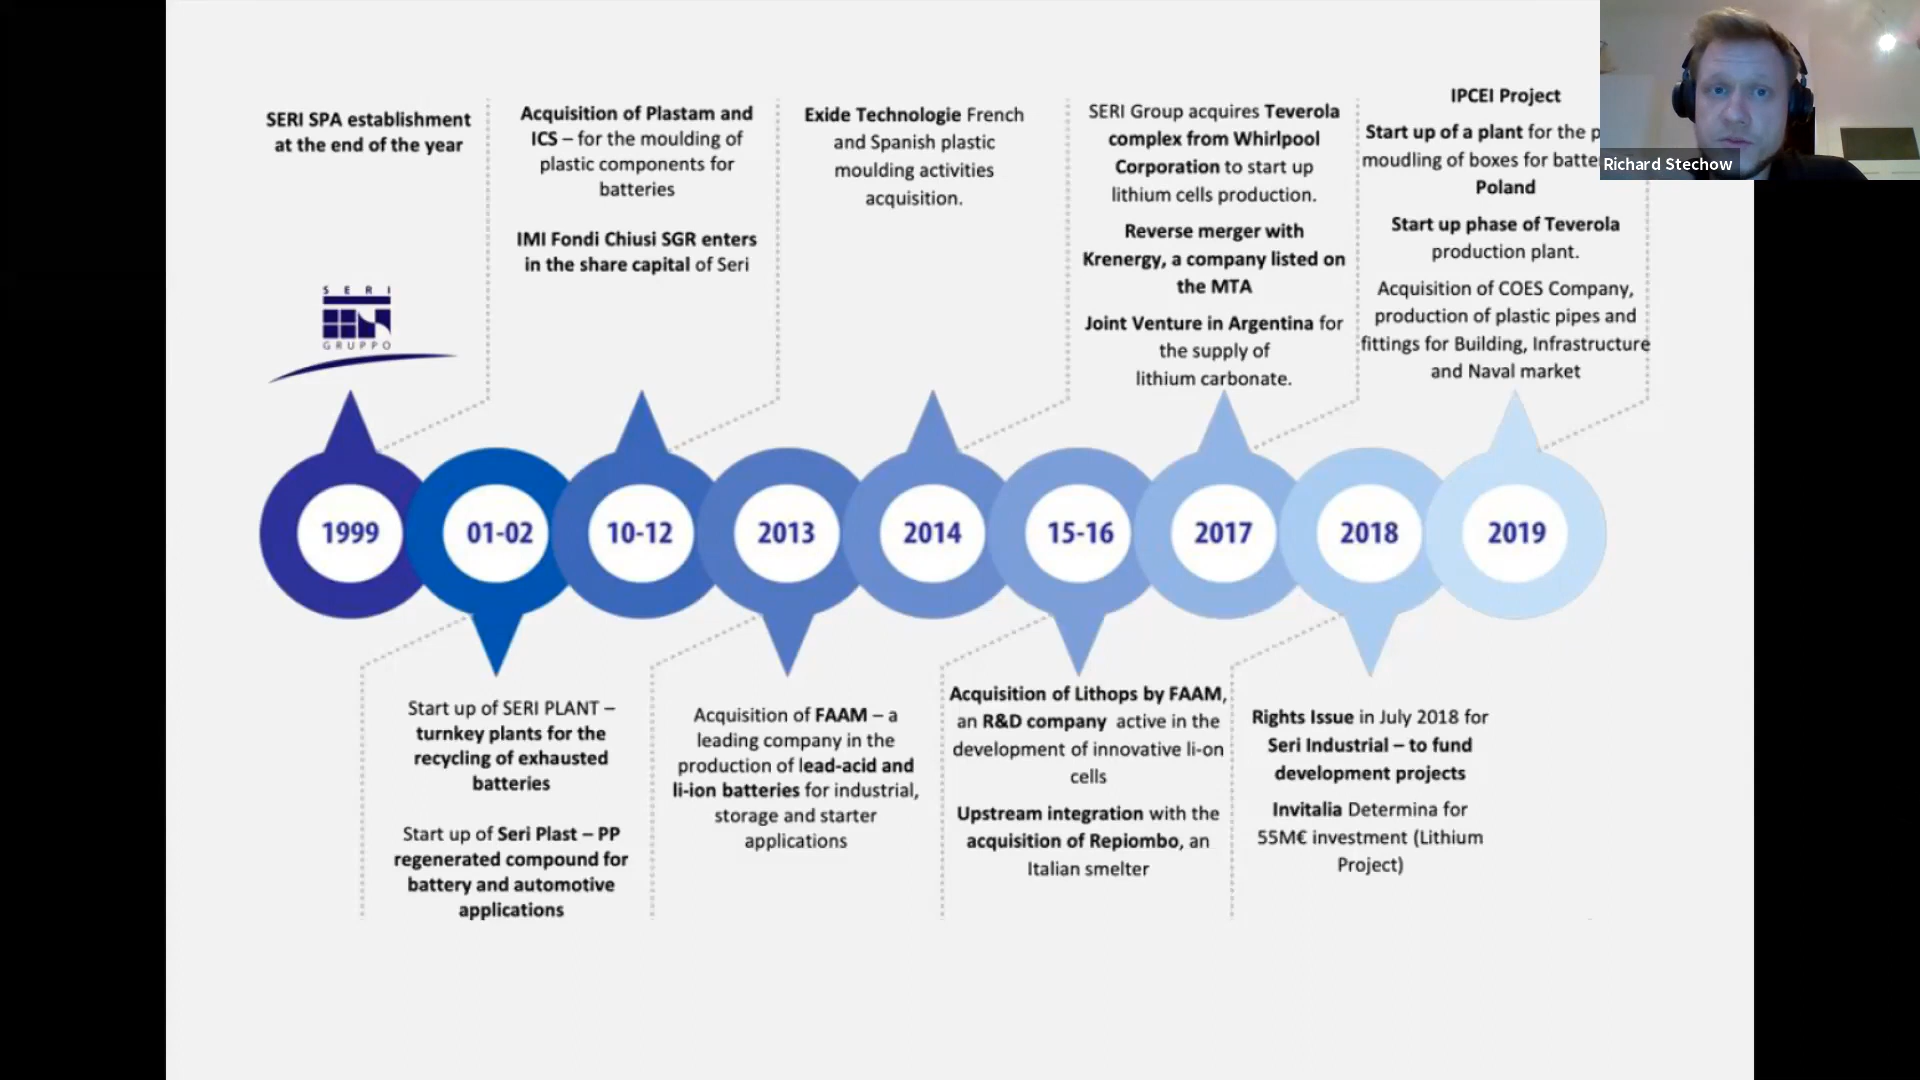 SERI SPA establishment
at the end of the year
SERI
GRUPPO
Acquisition of Plastam and
ICS – for the moulding of
plastic components for
batteries
IMI Fondi Chiusi SGR enters
in the share capital of Seri
Exide Technologie French
and Spanish plastic
moulding activities
acquisition.
SERI Group acquires Teverola
complex from Whirlpool
Corporation to start up
lithium cells production.
Reverse merger with
Krenergy, a company listed on
the MTA
Joint Venture in Argentina for
the supply of
lithium carbonate.
IPCEI Project
Start up of a plant for the
moudling of boxes for
Poland
Start up phase of Teverola
production plant.
Acquisition of COES Company,
production of plastic pipes and
fittings for Building, Infrastructure
and Naval market
Richard Stechow
1999
01-02
10-12
2013
2014
15-16
2017
2018
2019
Start up of SERI PLANT –
turnkey plants for the
recycling of exhausted
batteries
Start up of Seri Plast – PP
regenerated compound for
battery and automotive
applications
Acquisition of FAAM – a
leading company in the
production of lead-acid and
li-ion batteries for industrial,
storage and starter
applications
Acquisition of Lithops by FAAM,
an R&D company active in the
development of innovative li-on
cells
Upstream integration with the
acquisition of Repiombo, an
Italian smelter
Rights Issue in July 2018 for
Seri Industrial – to fund
development projects
Invitalia Determina for
55M€ investment (Lithium
Project)